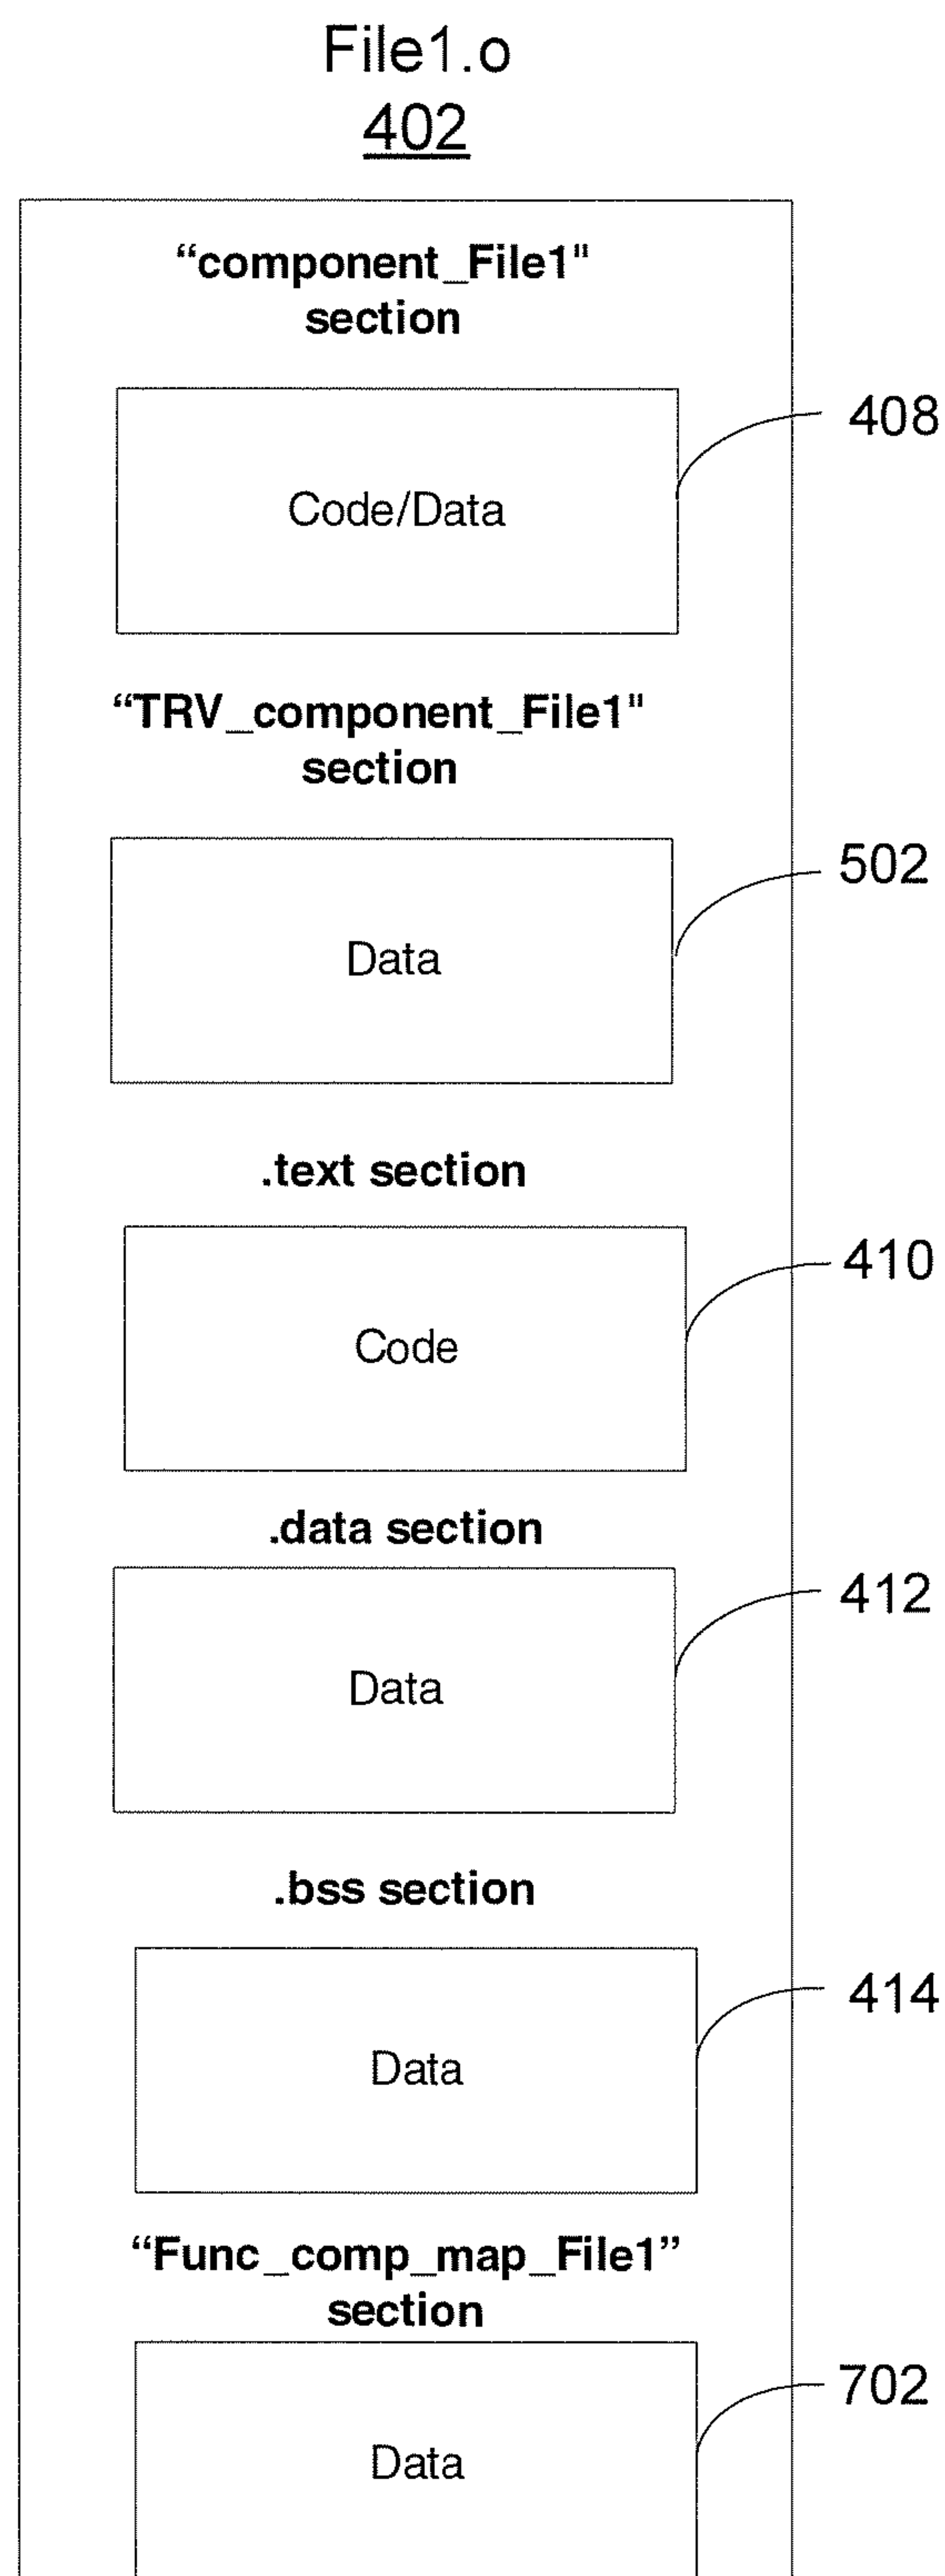 File1.o
402
“component_File1"
section
408
Code/Data
“TRV_component_File1"
section
502
Data
.text section
410
Code
.data section
412
Data
.bss section
414
Data
“Func_comp_map_File1”
section
702
Data